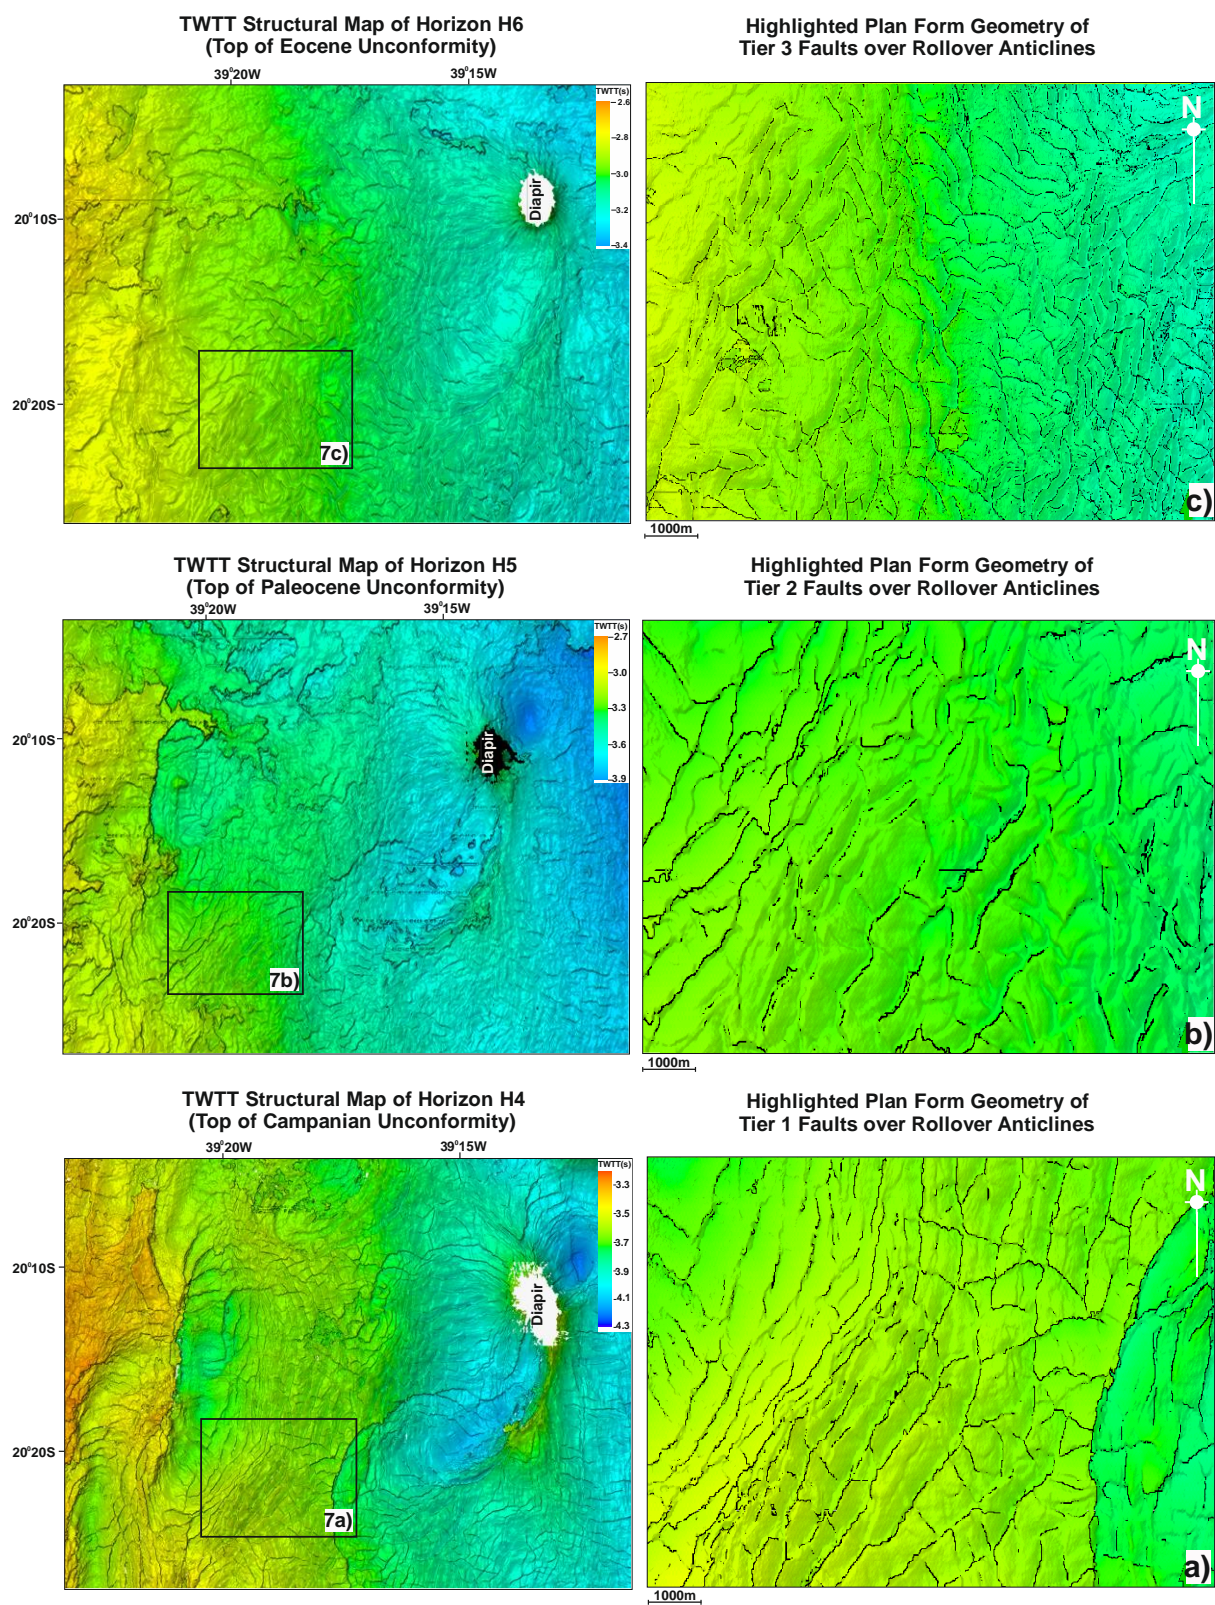 TWTT Structural Map of Horizon H6
(Top of Eocene Unconformity)
39°20W
39°15W
TWTT(s)
2.6
2.8
3.0
3.2
3.4
20°10S
20°20S
Diapir
7c)
Highlighted Plan Form Geometry of
Tier 3 Faults over Rollover Anticlines
N
c)
1000m
TWTT Structural Map of Horizon H5
(Top of Paleocene Unconformity)
39°20W
39°15W
TWTT(s)
2.7
3.0
3.3
3.6
3.9
20°10S
20°20S
Diapir
7b)
Highlighted Plan Form Geometry of
Tier 2 Faults over Rollover Anticlines
N
b)
1000m
TWTT Structural Map of Horizon H4
(Top of Campanian Unconformity)
39°20W
39°15W
TWTT(s)
-3.3
-3.5
-3.7
-3.9
-4.1
-4.3
20°10S
20°20S
Diapir
7a)
Highlighted Plan Form Geometry of
Tier 1 Faults over Rollover Anticlines
N
a)
1000m